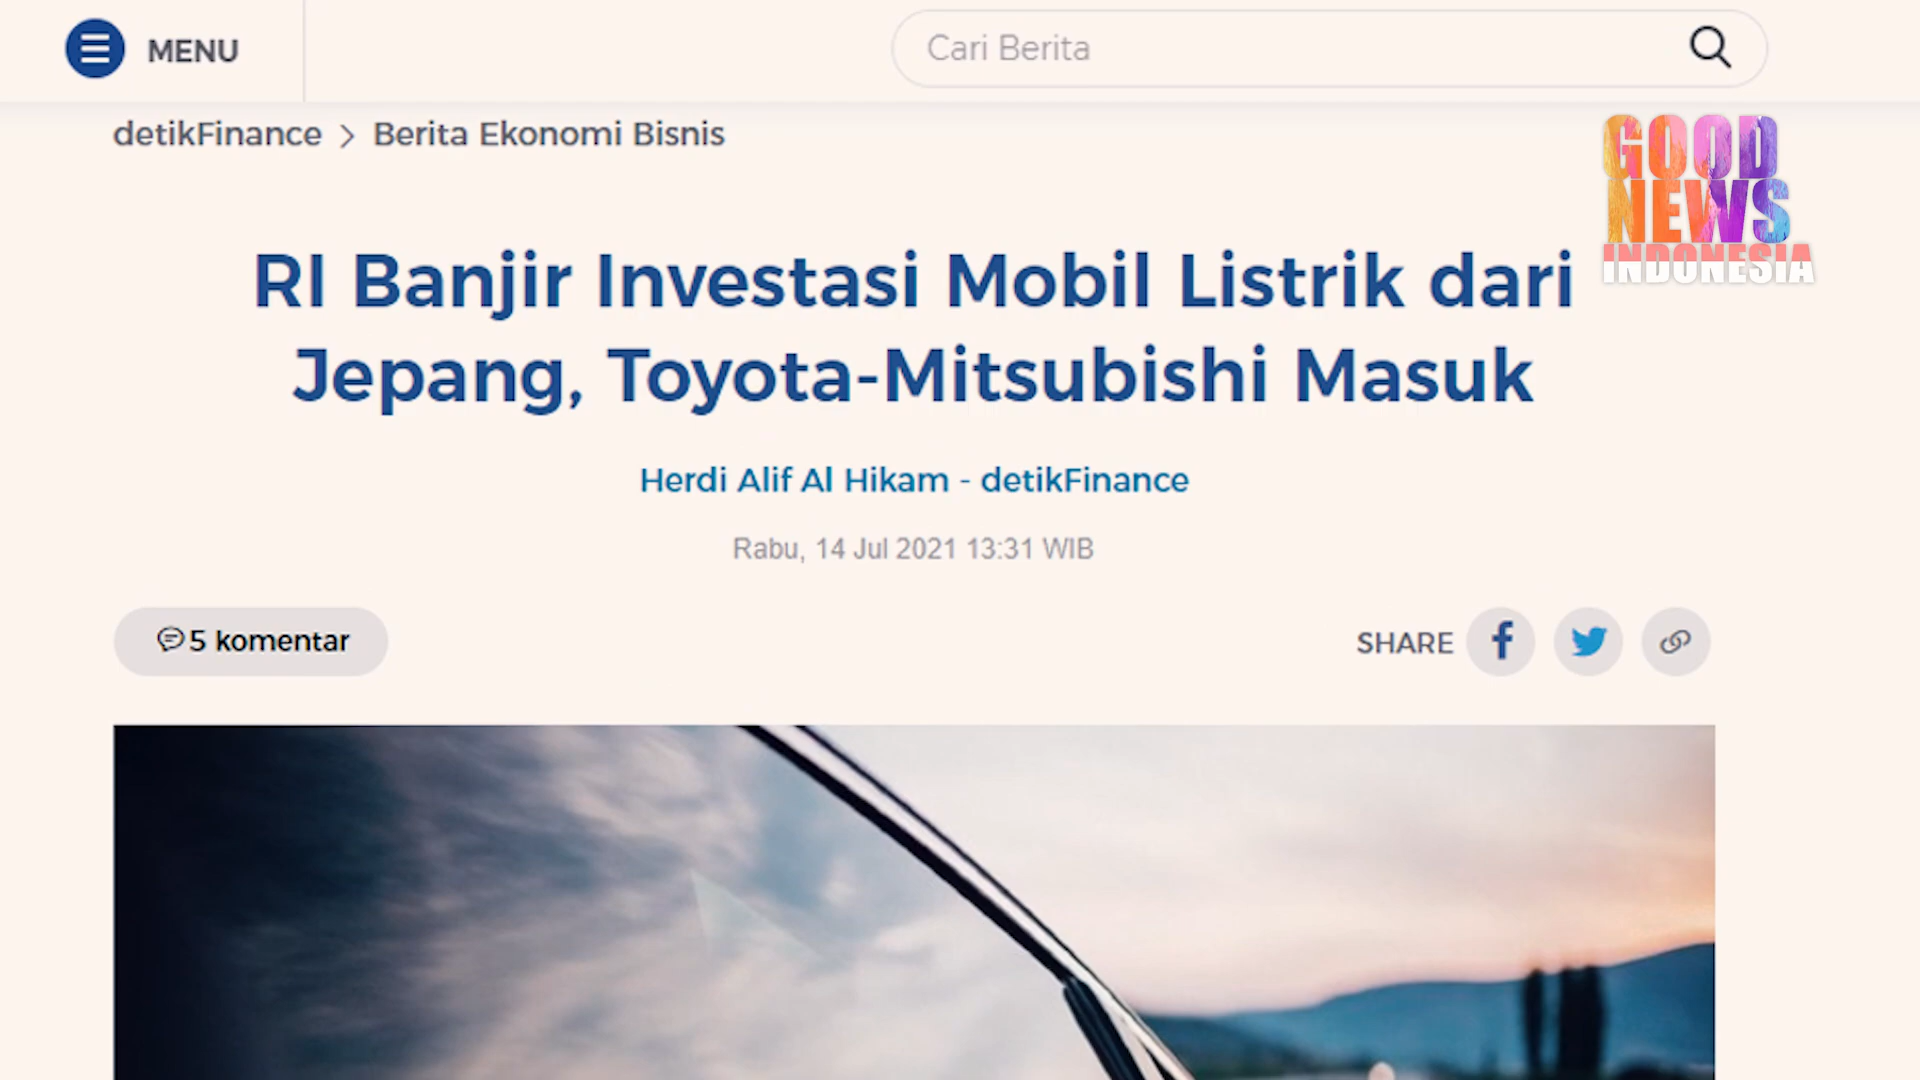 MENU
Cari Berita
detikFinance > Berita Ekonomi Bisnis
GOOD
NEWS
INDONESIA
RI Banjir Investasi Mobil Listrik dari
Jepang, Toyota-Mitsubishi Masuk
Herdi Alif Al Hikam - detikFinance
Rabu, 14 Jul 2021 13:31 WIB
5 komentar
SHARE